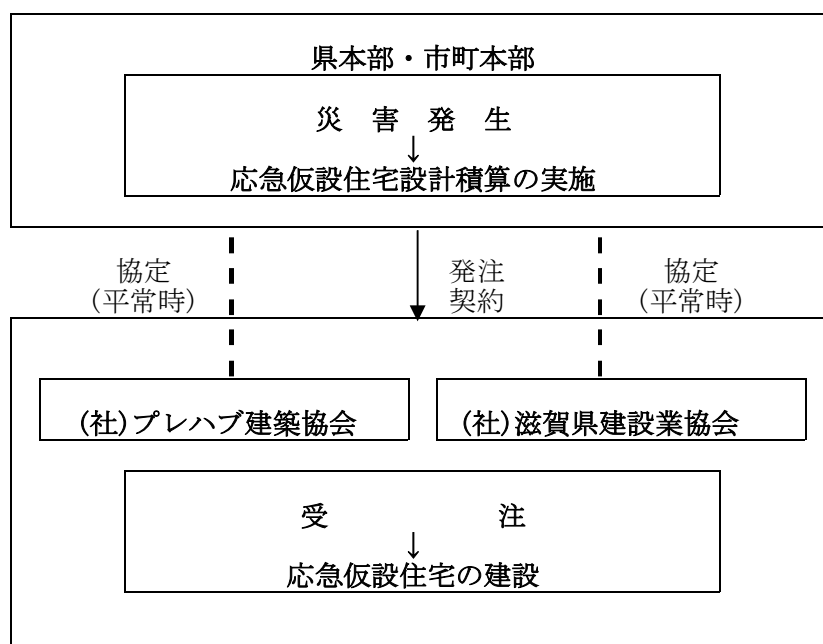 県本部・市町本部
災 害 発 生
↓
応急仮設住宅設計積算の実施
協定
(平常時)
発注
契約
協定
(平常時)
(社)プレハブ建築協会
(社)滋賀県建設業協会
受 注
↓
応急仮設住宅の建設